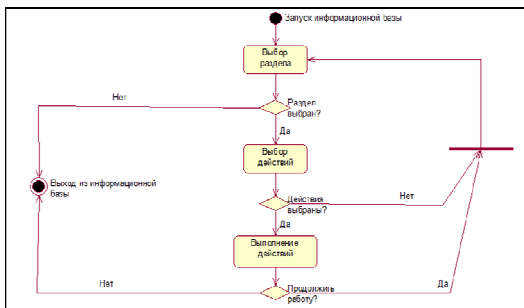 Запуск информационной базы
Выбор
раздела
Нет
Раздел
выбран?
Да
Выбор
действий
Выход из информационной
базы
Действия
выбраны?
Нет
Да
Выполнение
действий
Нет
Продолжить
работу?
Да